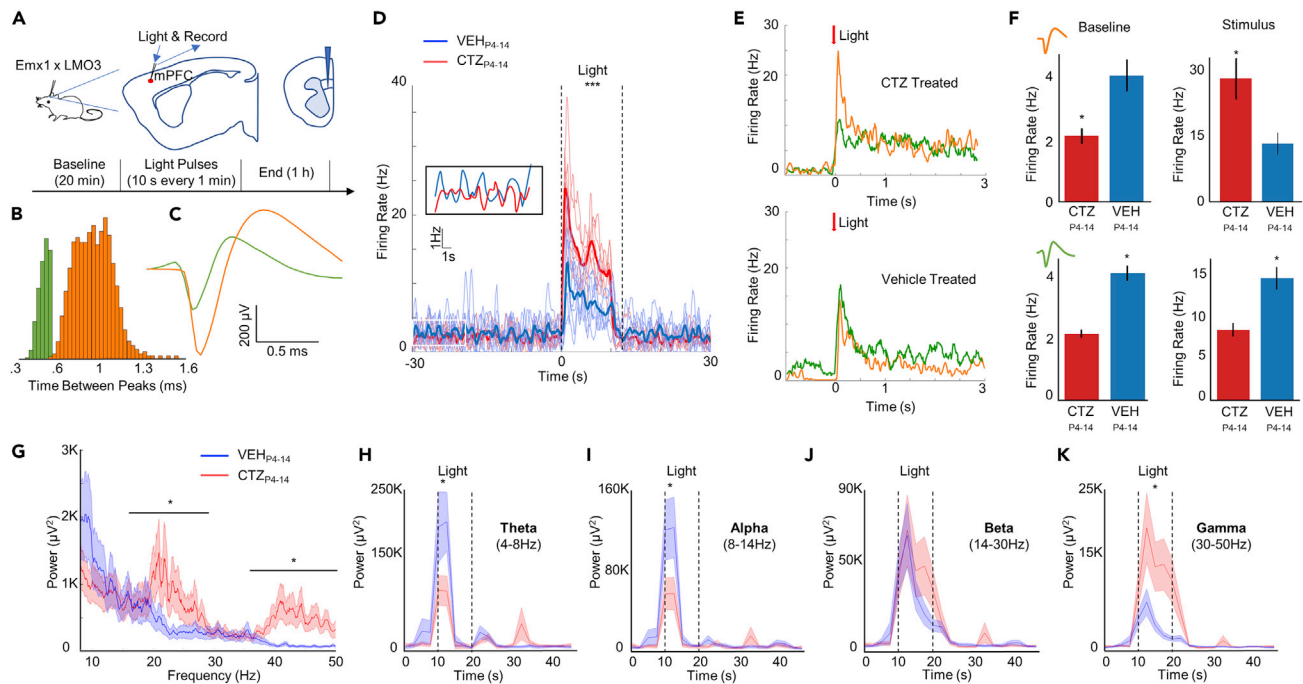 A
Light & Record
Emx1 x LMO3
mPFC
Baseline
(20 min)
Light Pulses
(10 s every 1 min)
End (1 h)
B
.3 .6 1 1.3 1.6
Time Between Peaks (ms)
C
200 µV
0.5 ms
D
VEHP4-14
CTZP4-14
Light
***
40
20
0
Firing Rate (Hz)
1Hz
1s
-30 0 30
Time (s)
E
30
20
10
0
Firing Rate (Hz)
Light
CTZ Treated
0 3
Time (s)
30
20
10
0
Firing Rate (Hz)
Light
Vehicle Treated
0 3
Time (s)
F
Baseline
4
2
0
Firing Rate (Hz)
*
CTZ VEH
P4-14 P4-14
Stimulus
30
15
0
Firing Rate (Hz)
*
CTZ VEH
P4-14 P4-14
4
2
0
Firing Rate (Hz)
*
CTZ VEH
P4-14 P4-14
15
10
5
0
Firing Rate (Hz)
*
CTZ VEH
P4-14 P4-14
G
VEHP4-14
CTZP4-14
3K
2K
1K
0
Power (µV²)
*
*
10 20 30 40 50
Frequency (Hz)
H
Light
*
250K
150K
0
Power (µV²)
Theta
(4-8Hz)
0 10 20 30 40
Time (s)
I
Light
*
160K
80K
0
Power (µV²)
Alpha
(8-14Hz)
0 10 20 30 40
Time (s)
J
Light
90K
50K
0
Power (µV²)
Beta
(14-30Hz)
0 10 20 30 40
Time (s)
K
Light
*
25K
10K
0
Power (µV²)
Gamma
(30-50Hz)
0 10 20 30 40
Time (s)